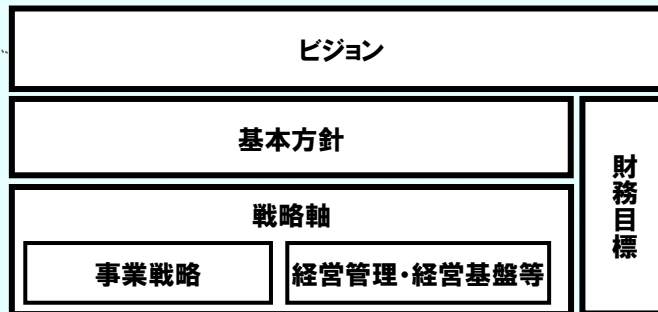 ビジョン
基本方針
戦略軸
事業戦略
経営管理・経営基盤等
財務目標